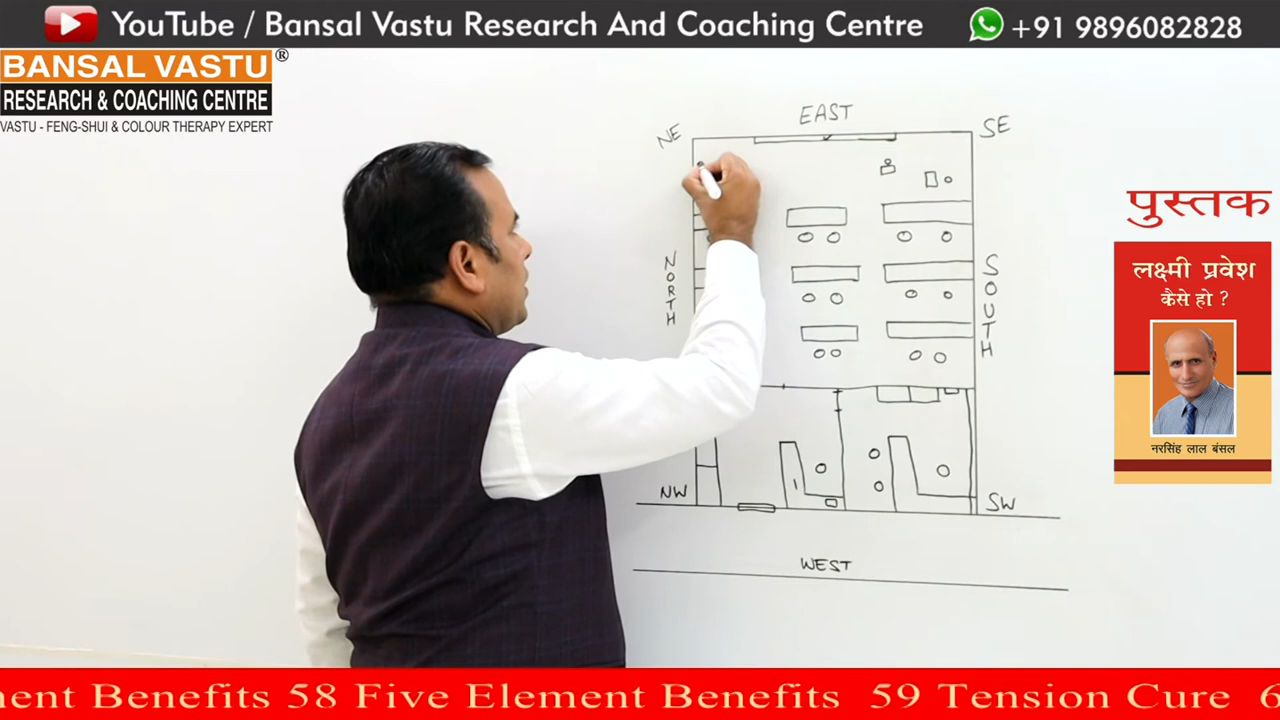 YouTube / Bansal Vastu Research And Coaching Centre
+91 9896082828
BANSAL VASTU®
RESEARCH & COACHING CENTRE
VASTU - FENG-SHUI & COLOUR THERAPY EXPERT
EAST
NE
SE
NORTH
SOUTH
NW
SW
WEST
पुस्तक
लक्ष्मी प्रवेश
कैसे हो ?
नरसिंह लाल बंसल
ment Benefits 58 Five Element Benefits 59 Tension Cure 6